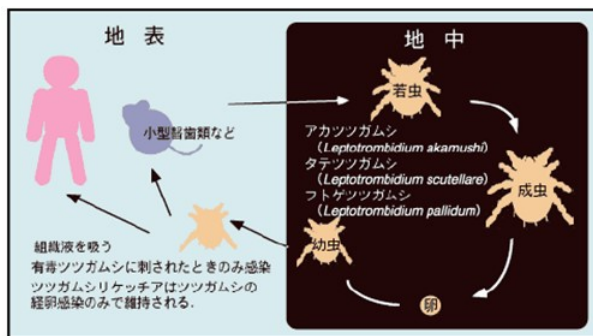 地表
地中
若虫
小型齧歯類など
アカツツガムシ
（Leptotrombidium akamushi）
タテツツガムシ
（Leptotrombidium scutellare）
フトゲツツガムシ
（Leptotrombidium pallidum）
成虫
幼虫
卵
組織液を吸う
有毒ツツガムシに刺されたときのみ感染
ツツガムシリケッチアはツツガムシの
経卵感染のみで維持される．